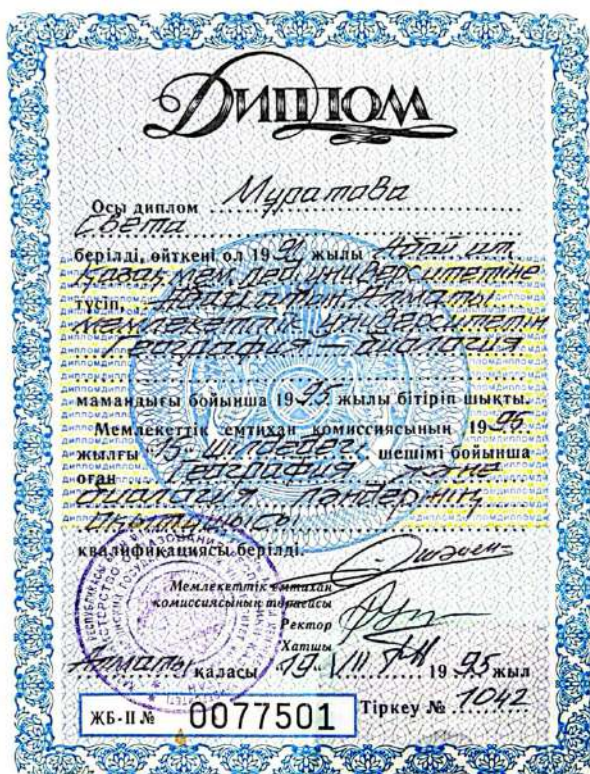 Диплом
Осы диплом Муратова
Света
берілді, өйткені ол 1991 жылы Абай ат.
Қазақ мем. пед. университетіне
түсіп, Абай атын. Алматы
мемлекеттік университетін
География – биология
мамандығы бойынша 1995 жылы бітіріп шықты.
Мемлекеттік емтихан комиссиясының 1995
жылғы 15 шілдедегі шешімі бойынша
оған География және
биология пәндерінің
оқытушысы
квалификациясы берілді.
Мемлекеттік емтихан
комиссиясының төрағасы
Ректор
Хатшы
Алматы қаласы "19" VII 1995 жыл
ЖБ-II № 0077501 Тіркеу № 1042